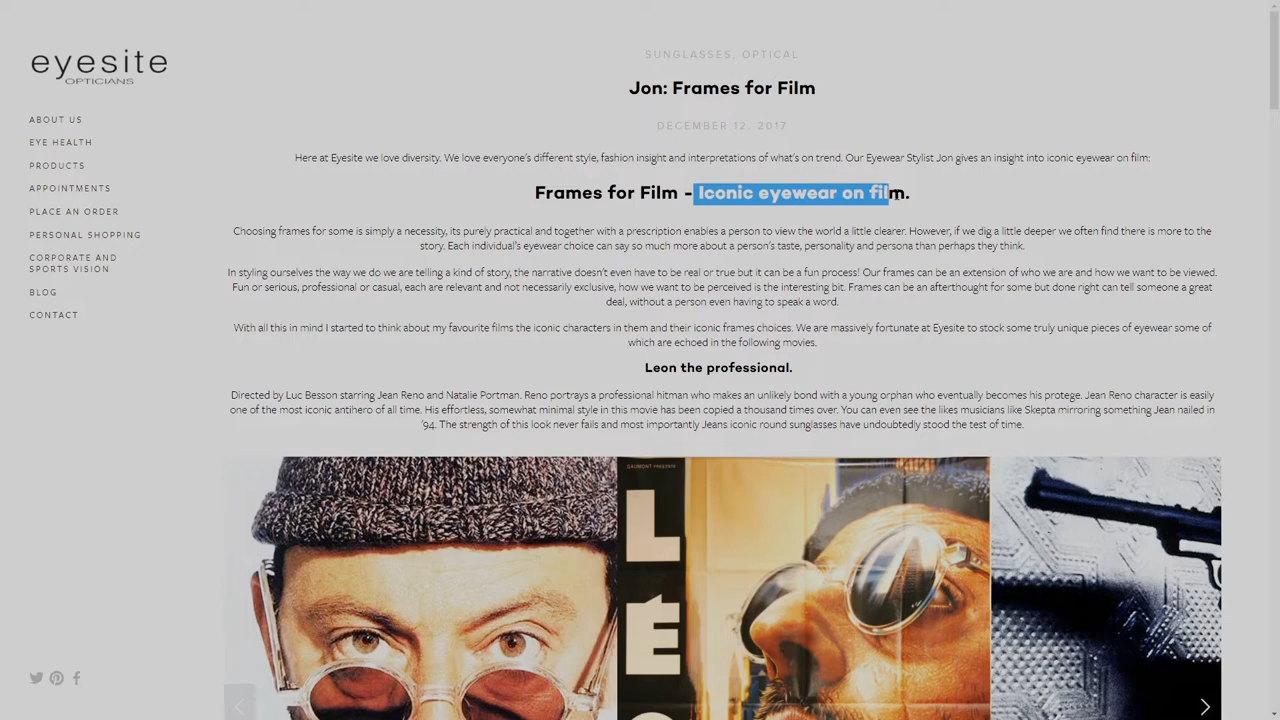 eyesite
OPTICIANS
ABOUT US
EYE HEALTH
PRODUCTS
APPOINTMENTS
PLACE AN ORDER
PERSONAL SHOPPING
CORPORATE AND
SPORTS VISION
BLOG
CONTACT
SUNGLASSES, OPTICAL
Jon: Frames for Film
DECEMBER 12, 2017
Here at Eyesite we love diversity. We love everyone's different style, fashion insight and interpretations of what's on trend. Our Eyewear Stylist Jon gives an insight into iconic eyewear on film:
Frames for Film - Iconic eyewear on film.
Choosing frames for some is simply a necessity, its purely practical and together with a prescription enables a person to view the world a little clearer. However, if we dig a little deeper we often find there is more to the
story. Each individual's eyewear choice can say so much more about a person's taste, personality and persona than perhaps they think.
In styling ourselves the way we do we are telling a kind of story, the narrative doesn't even have to be real or true but it can be a fun process! Our frames can be an extension of who we are and how we want to be viewed.
Fun or serious, professional or casual, each are relevant and not necessarily exclusive, how we want to be perceived is the interesting bit. Frames can be an afterthought for some but done right can tell someone a great
deal, without a person even having to speak a word.
With all this in mind I started to think about my favourite films the iconic characters in them and their iconic frames choices. We are massively fortunate at Eyesite to stock some truly unique pieces of eyewear some of
which are echoed in the following movies.
Leon the professional.
Directed by Luc Besson starring Jean Reno and Natalie Portman. Reno portrays a professional hitman who makes an unlikely bond with a young orphan who eventually becomes his protege. Jean Reno character is easily
one of the most iconic antihero of all time. His effortless, somewhat minimal style in this movie has been copied a thousand times over. You can even see the likes musicians like Skepta mirroring something Jean nailed in
'94. The strength of this look never fails and most importantly Jeans iconic round sunglasses have undoubtedly stood the test of time.
GAUMONT PRESENTE
L
É